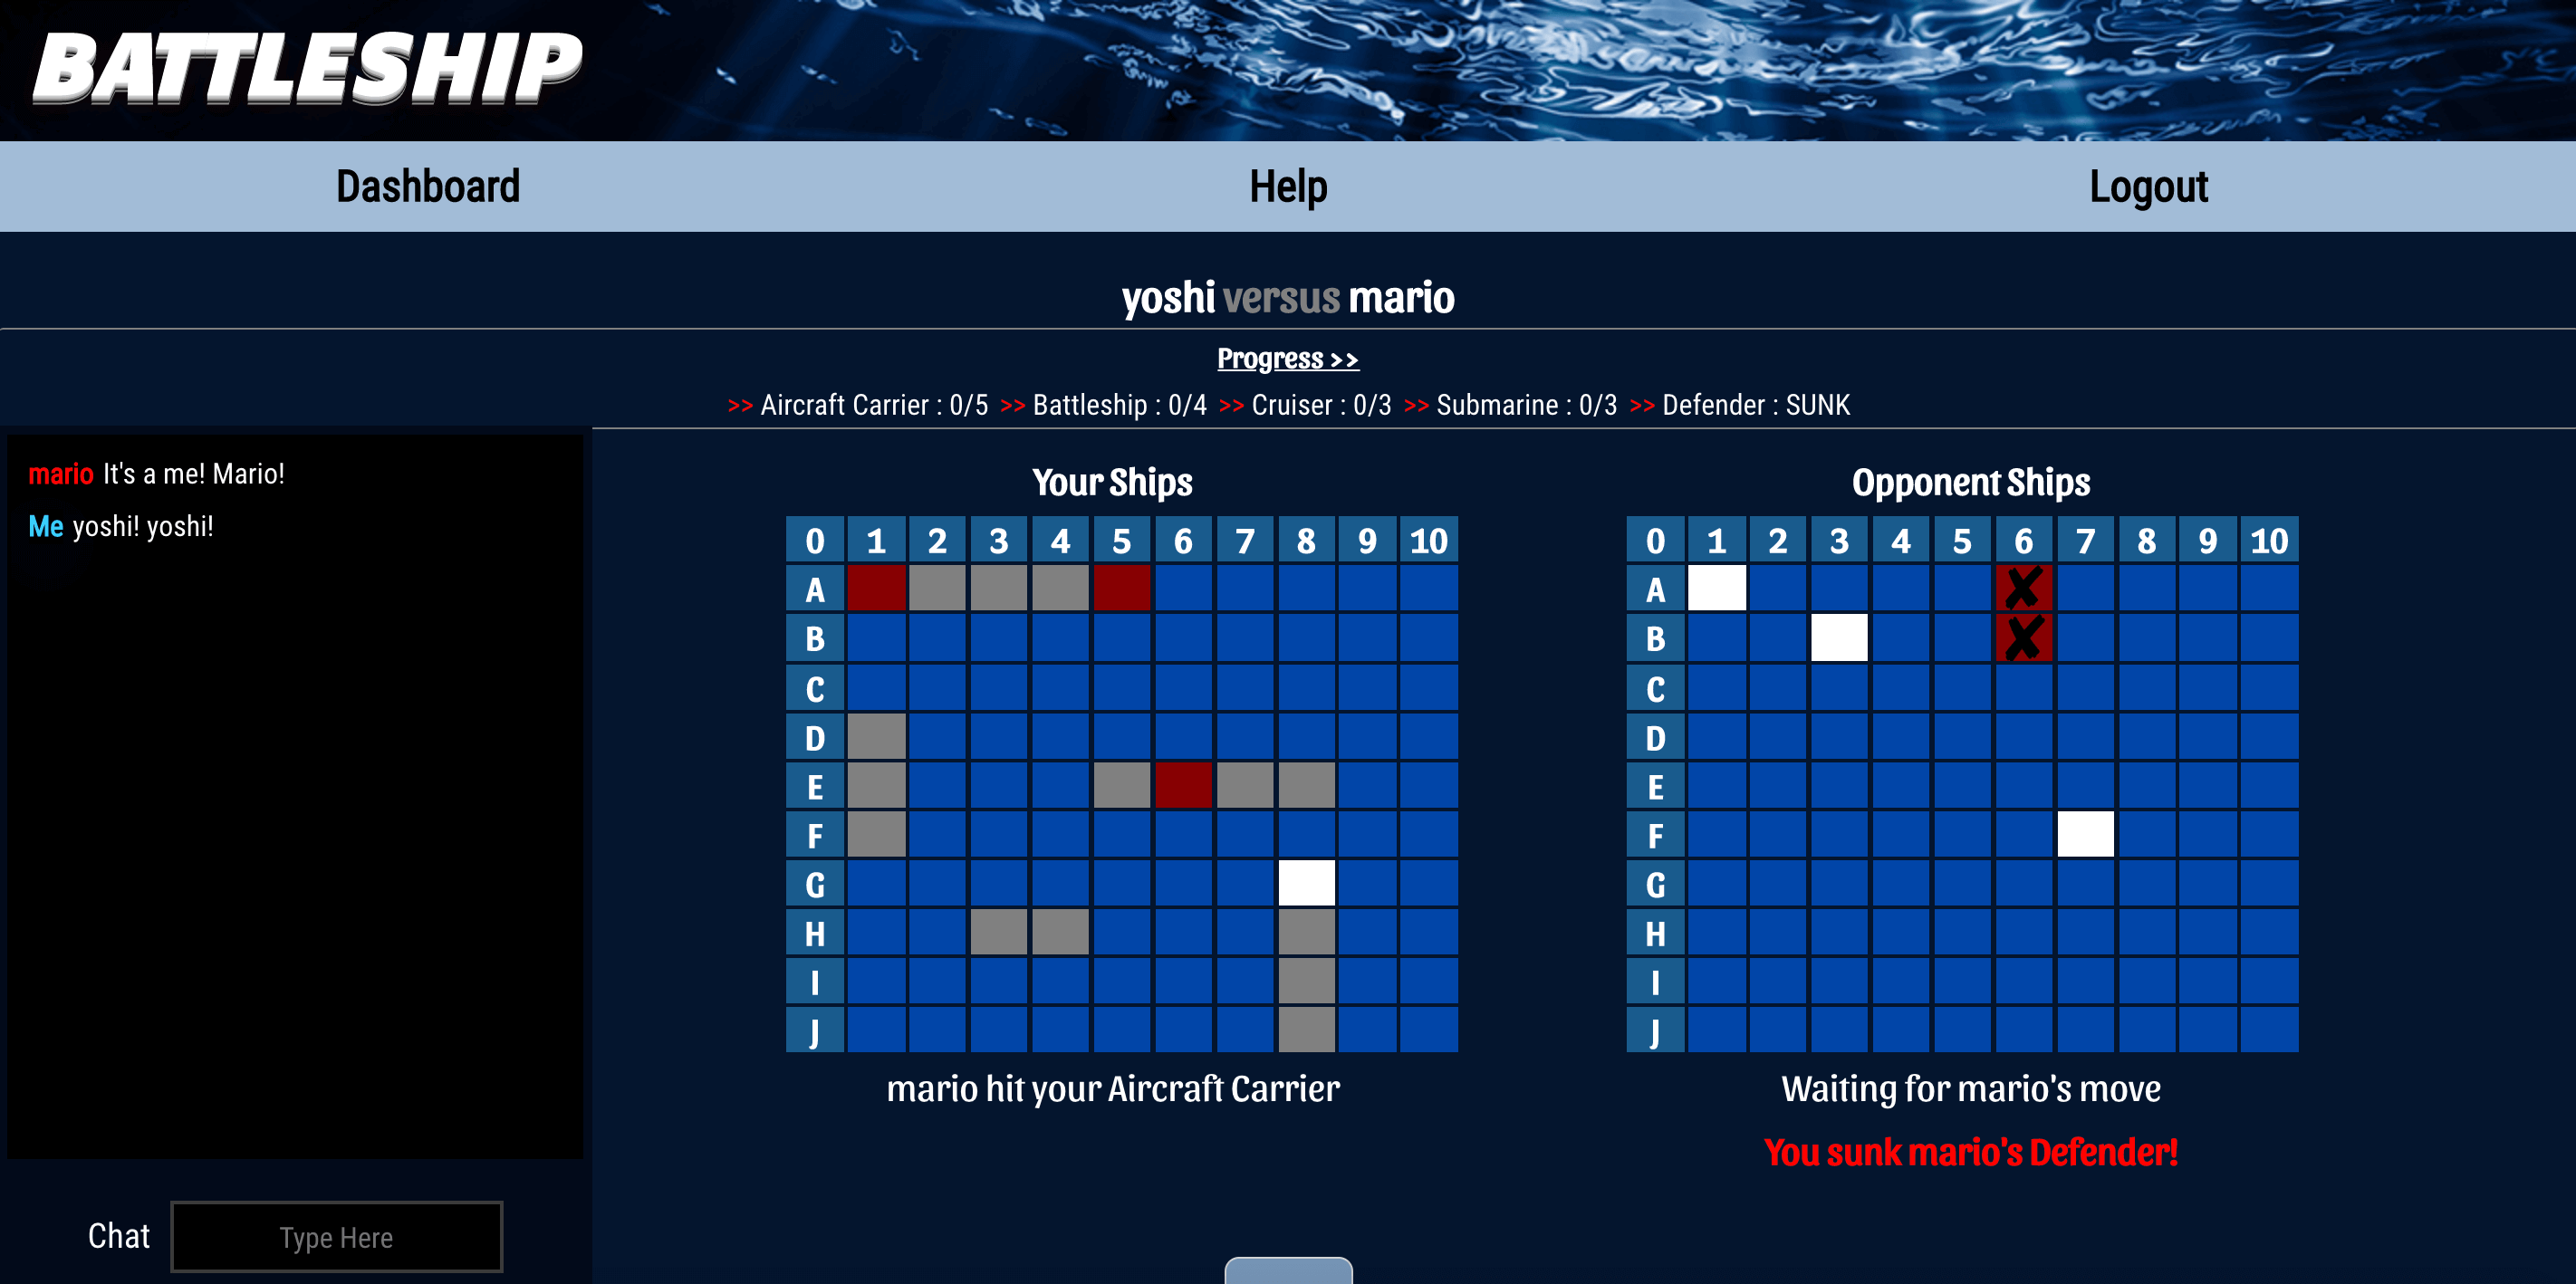 BATTLESHIP
Dashboard Help Logout
yoshi versus mario
Progress >>
>> Aircraft Carrier : 0/5 >> Battleship : 0/4 >> Cruiser : 0/3 >> Submarine : 0/3 >> Defender : SUNK
mario It's a me! Mario!
Me yoshi! yoshi!
Chat Type Here
Your Ships
0 1 2 3 4 5 6 7 8 9 10
A
B
C
D
E
F
G
H
I
J
mario hit your Aircraft Carrier
Opponent Ships
0 1 2 3 4 5 6 7 8 9 10
A
B
C
D
E
F
G
H
I
J
Waiting for mario's move
You sunk mario's Defender!